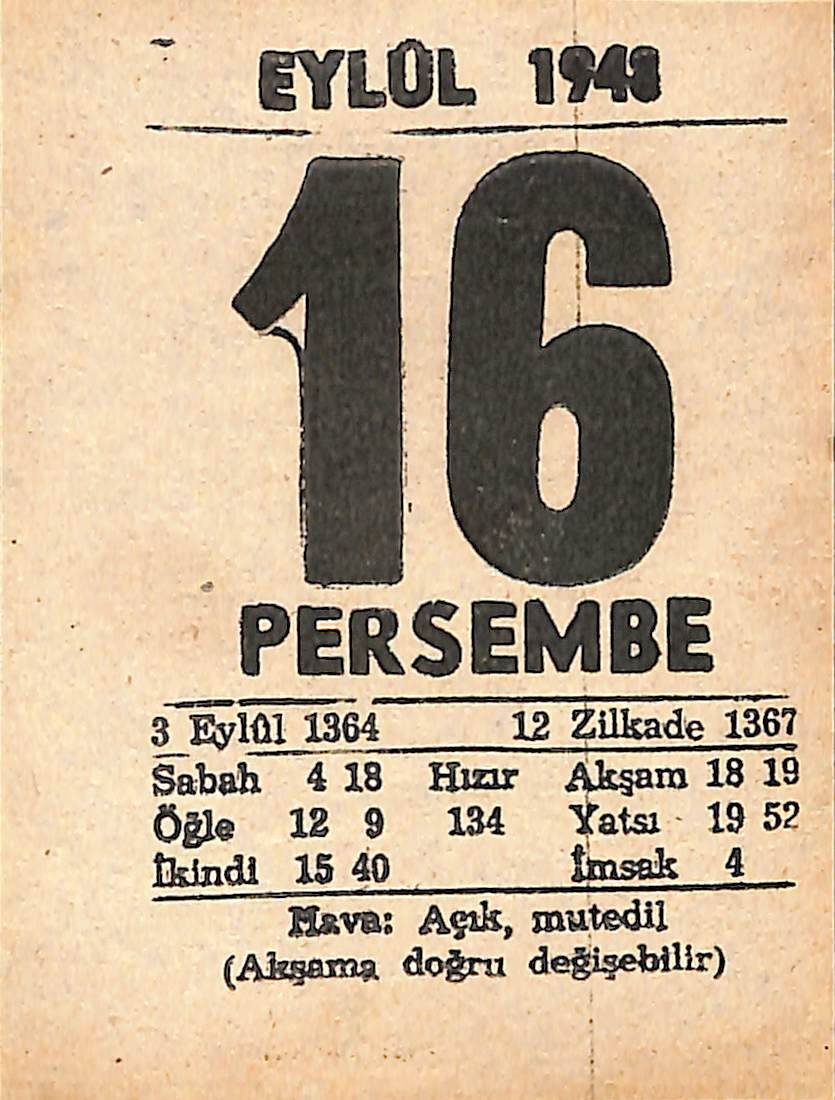 EYLÛL 1948
16
PERSEMBE
3 Eylûl 1364 12 Zilkade 1367
Sabah 4 18 Hızır Akşam 18 19
Öğle 12 9 134 Yatsı 19 52
İkindi 15 40 İmsak 4
Hava: Açık, mutedil
(Akşama doğru değişebilir)